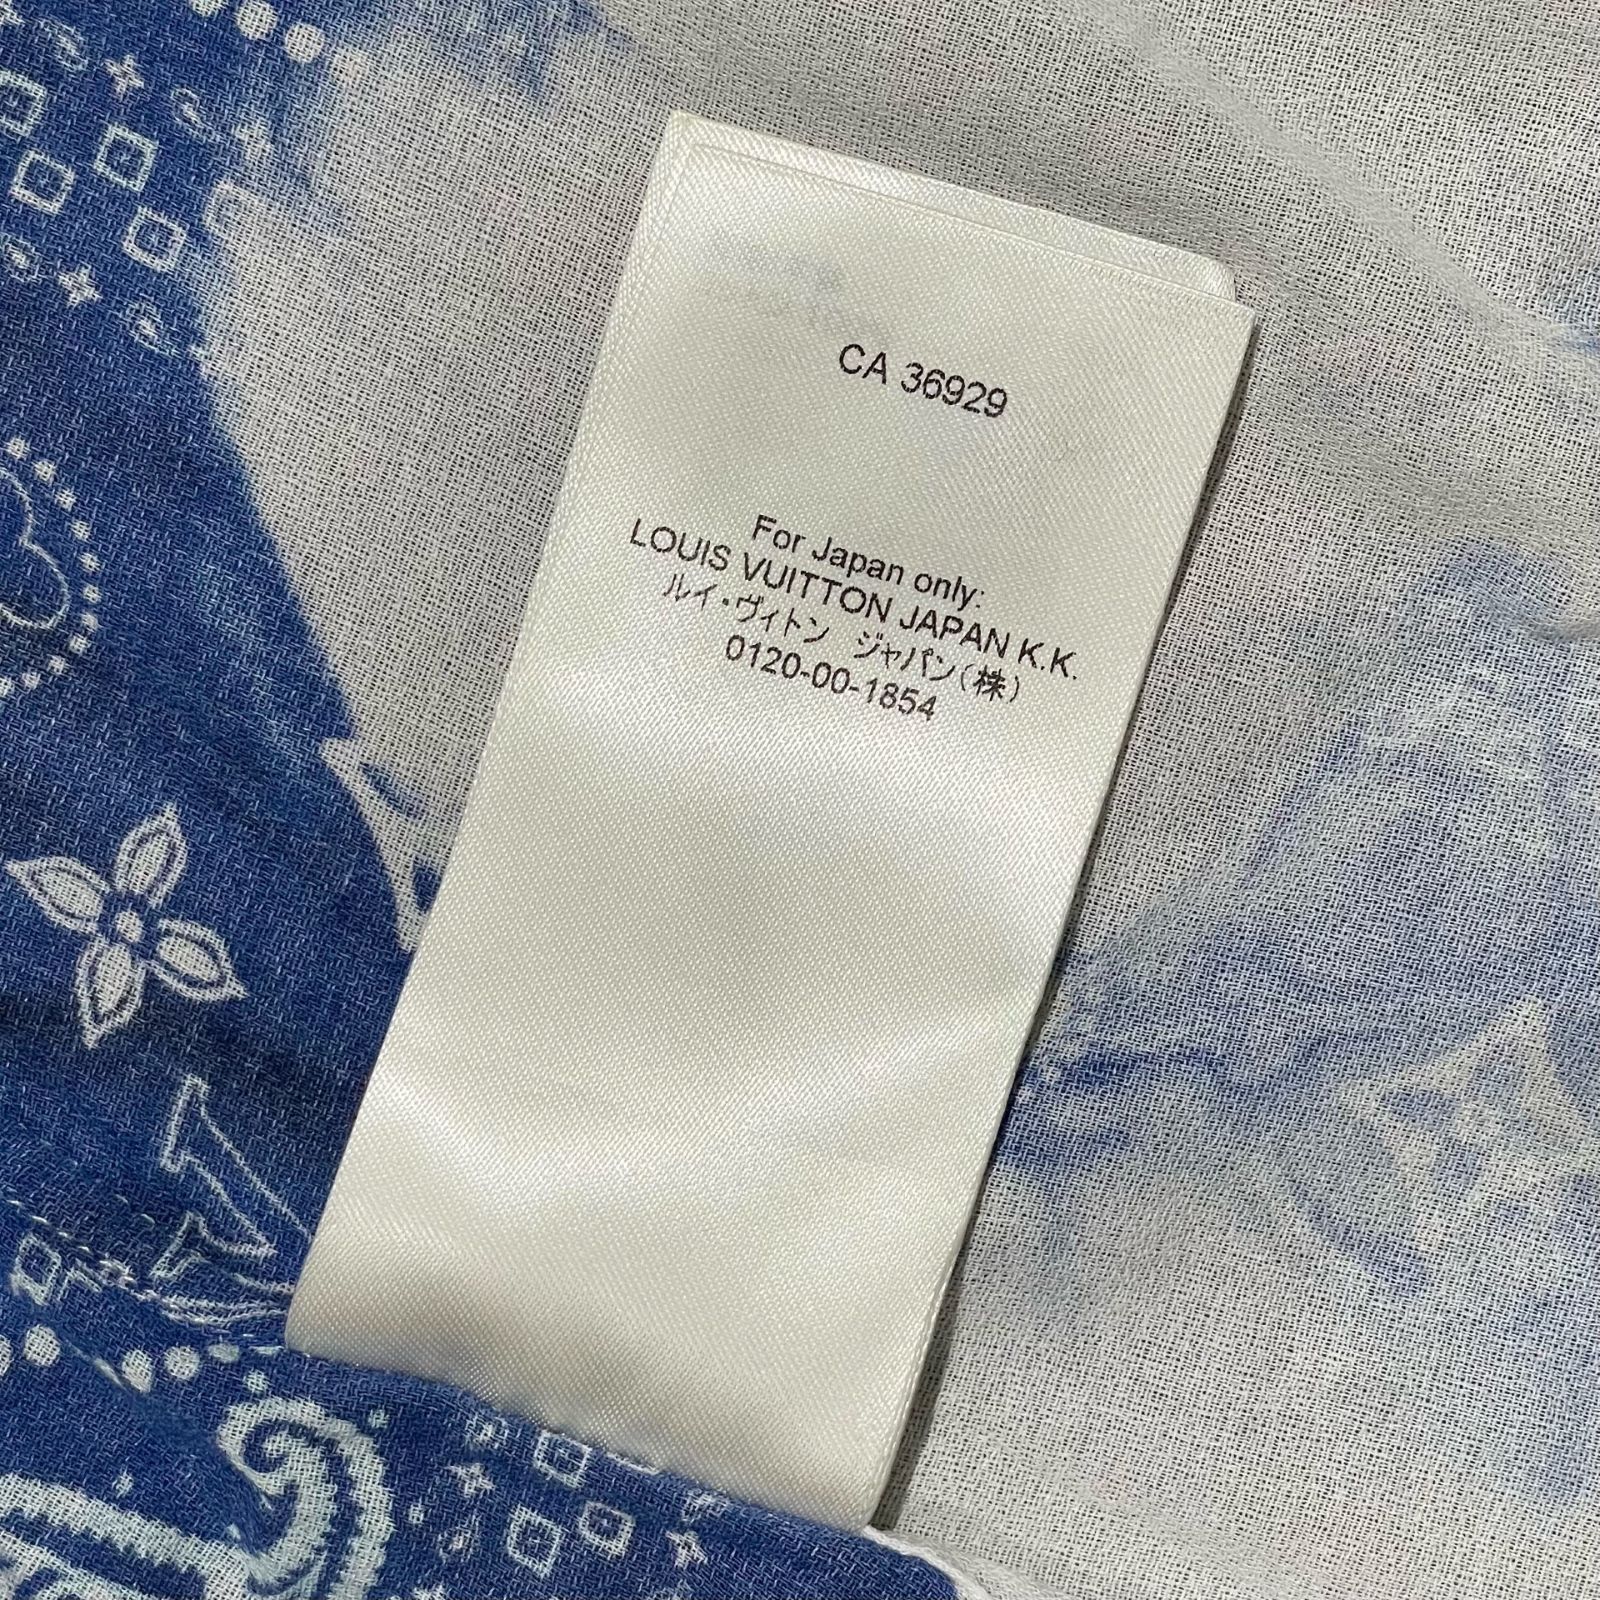 CA 36929
For Japan only:
LOUIS VUITTON JAPAN K.K.
ルイ・ヴィトン ジャパン(株)
0120-00-1854